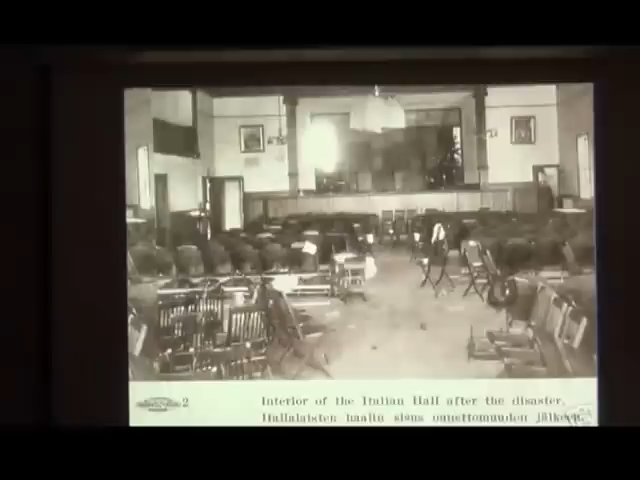 2
Interior of the Italian Hall after the disaster.
Italialaisten haalin sisus onnettomuuden jälkeen.